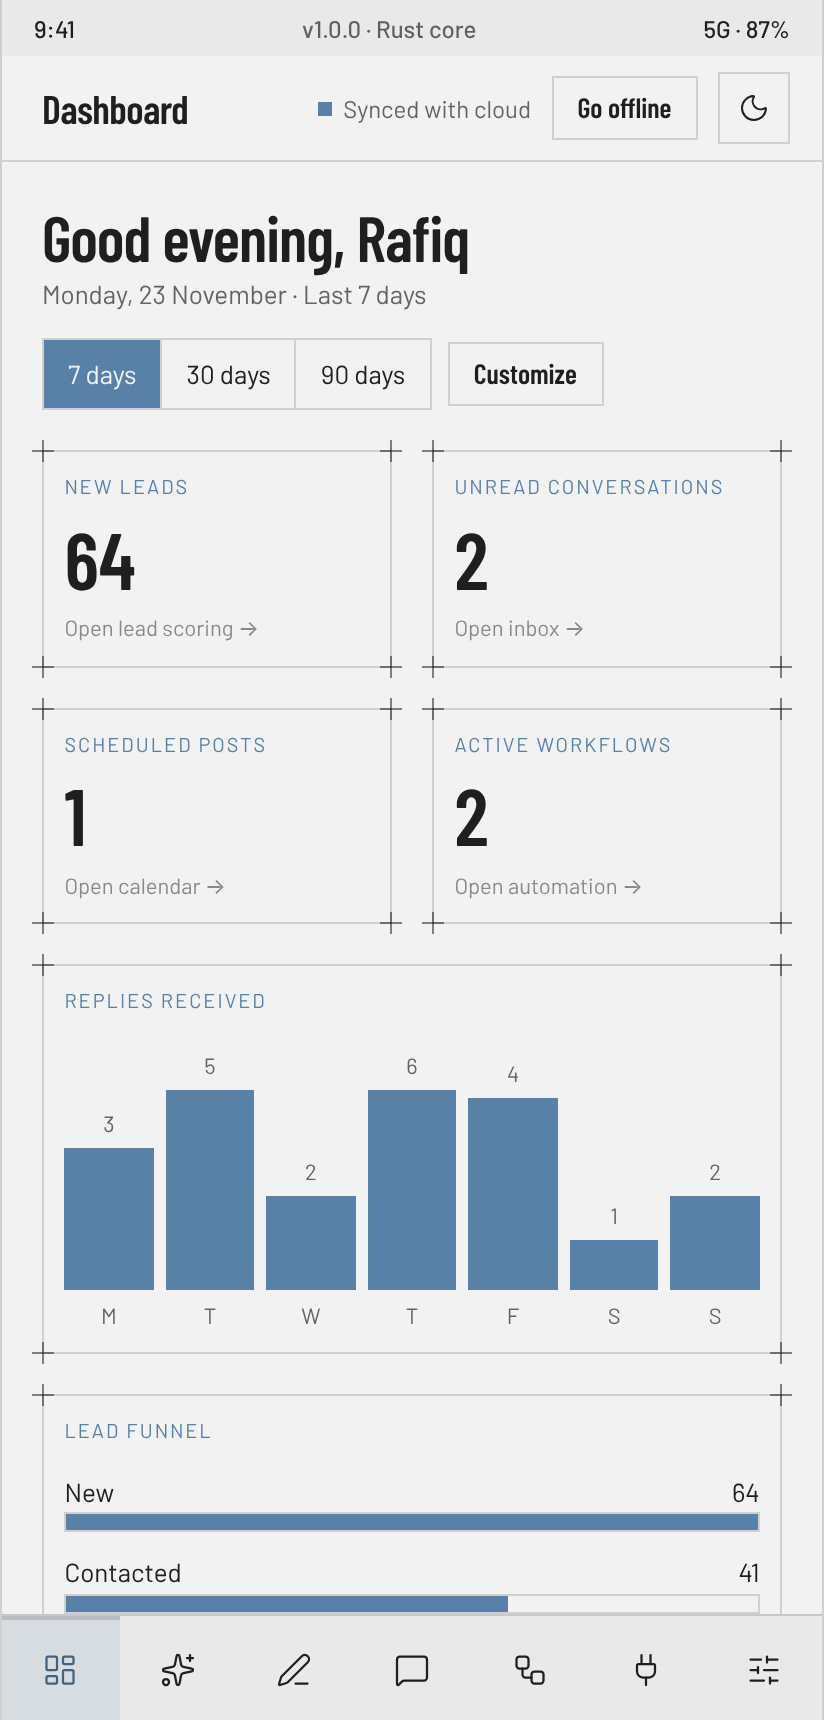 9:41 v1.0.0 · Rust core 5G · 87%
Dashboard Synced with cloud Go offline
Good evening, Rafiq
Monday, 23 November · Last 7 days
7 days 30 days 90 days Customize
NEW LEADS
64
Open lead scoring →
UNREAD CONVERSATIONS
2
Open inbox →
SCHEDULED POSTS
1
Open calendar →
ACTIVE WORKFLOWS
2
Open automation →
REPLIES RECEIVED
3 5 2 6 4 1 2
M T W T F S S
LEAD FUNNEL
New 64
Contacted 41